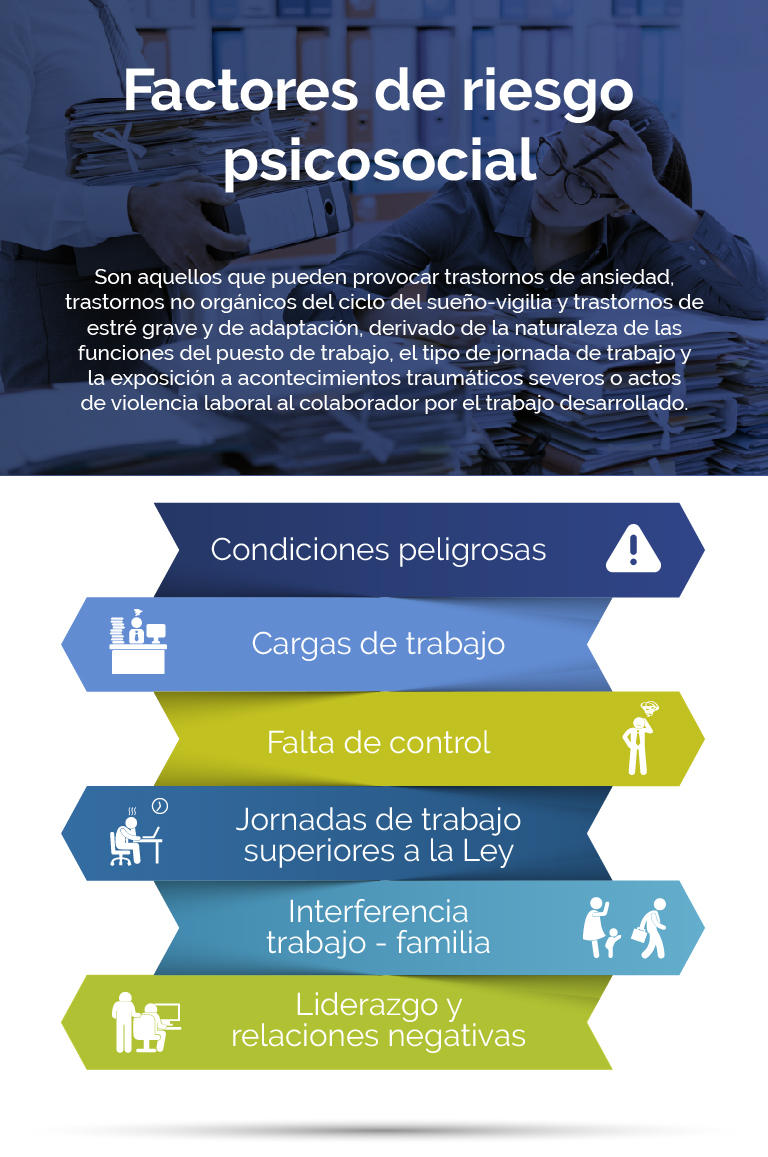 Factores de riesgo
psicosocial
Son aquellos que pueden provocar trastornos de ansiedad,
trastornos no orgánicos del ciclo del sueño-vigilia y trastornos de
estré grave y de adaptación, derivado de la naturaleza de las
funciones del puesto de trabajo, el tipo de jornada de trabajo y
la exposición a acontecimientos traumáticos severos o actos
de violencia laboral al colaborador por el trabajo desarrollado.
Condiciones peligrosas
Cargas de trabajo
Falta de control
Jornadas de trabajo
superiores a la Ley
Interferencia
trabajo - familia
Liderazgo y
relaciones negativas